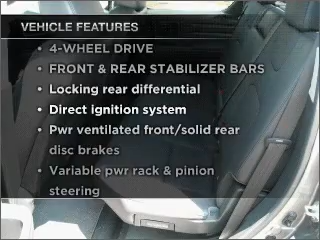 VEHICLE FEATURES
• 4-WHEEL DRIVE
• FRONT & REAR STABILIZER BARS
• Locking rear differential
• Direct ignition system
• Pwr ventilated front/solid rear
disc brakes
• Variable pwr rack & pinion
steering